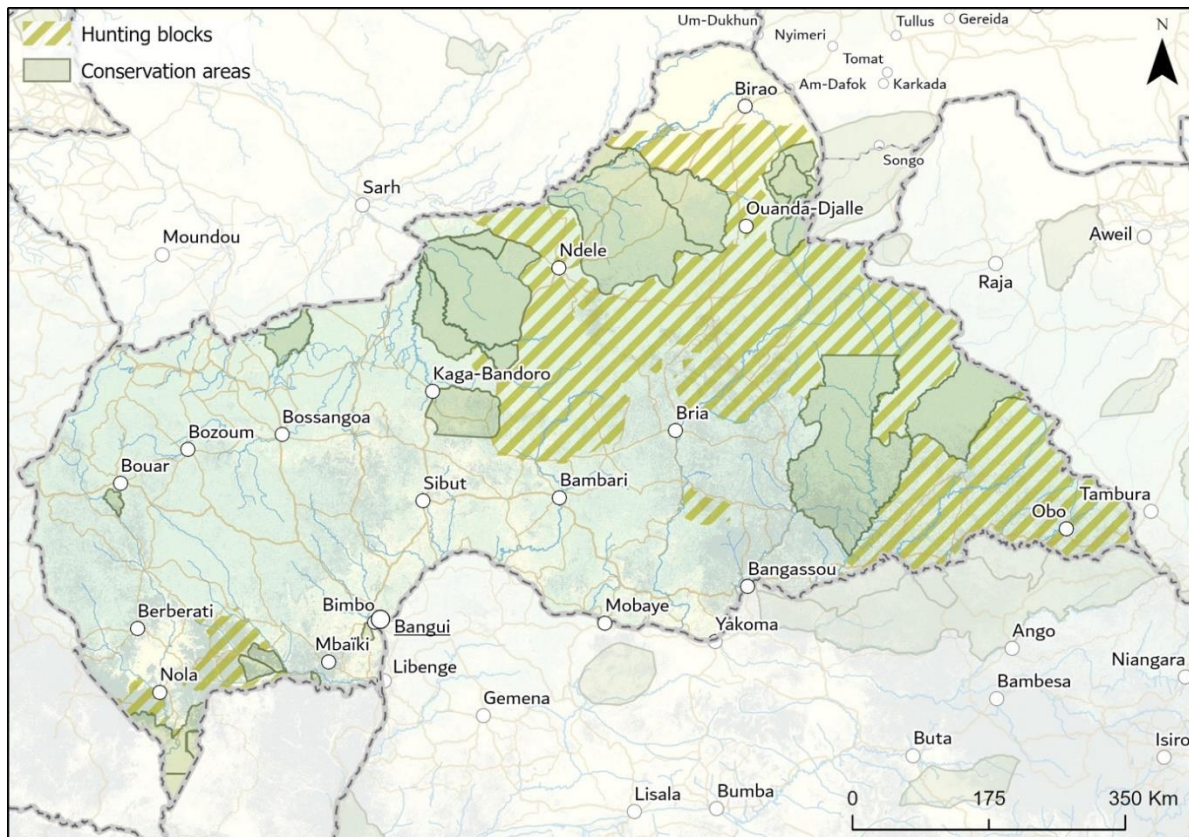 Hunting blocks
Conservation areas
Um-Dukhun
Tullus
Gereida
Nyimeri
Tomat
N
Am-Dafok
Karkada
Birao
Songo
Sarh
Ouanda-Djalle
Moundou
Aweil
Ndele
Raja
Kaga-Bandoro
Bossangoa
Bria
Bozoum
Bouar
Sibut
Bambari
Tambura
Obo
Bangassou
Berberati
Bimbo
Bangui
Mobaye
Yakoma
Mbaïki
Ango
Nola
Libenge
Niangara
Gemena
Bambesa
Buta
Isiro
Lisala
Bumba
0 175 350 Km